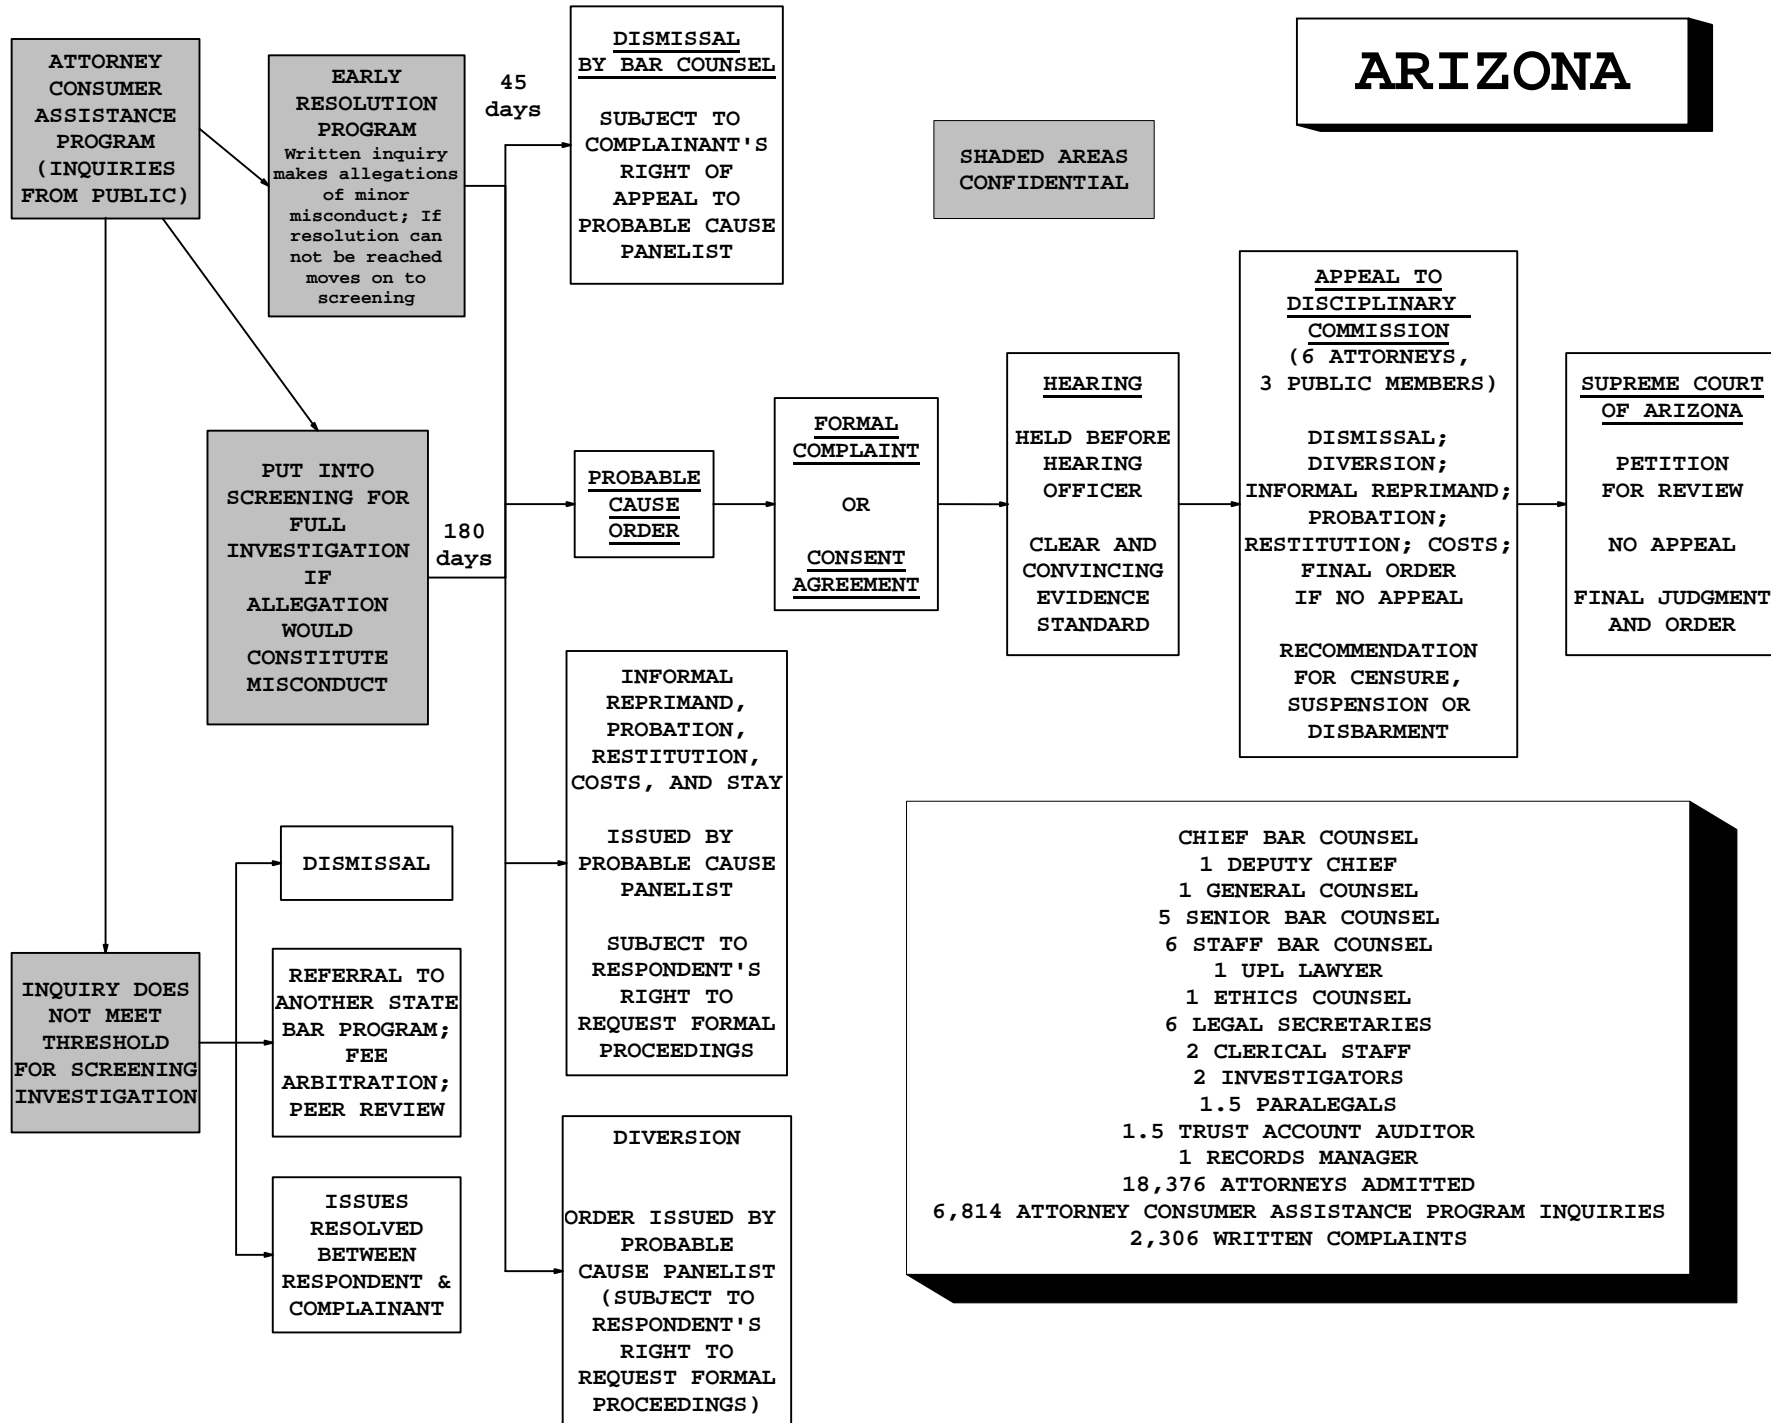 ARIZONA
ATTORNEY
CONSUMER
ASSISTANCE
PROGRAM
(INQUIRIES
FROM PUBLIC)
EARLY
RESOLUTION
PROGRAM
Written inquiry
makes allegations
of minor
misconduct; If
resolution can
not be reached
moves on to
screening
45
days
DISMISSAL
BY BAR COUNSEL
SUBJECT TO
COMPLAINANT'S
RIGHT OF
APPEAL TO
PROBABLE CAUSE
PANELIST
SHADED AREAS
CONFIDENTIAL
PUT INTO
SCREENING FOR
FULL
INVESTIGATION
IF
ALLEGATION
WOULD
CONSTITUTE
MISCONDUCT
180
days
PROBABLE
CAUSE
ORDER
FORMAL
COMPLAINT
OR
CONSENT
AGREEMENT
HEARING
HELD BEFORE
HEARING
OFFICER
CLEAR AND
CONVINCING
EVIDENCE
STANDARD
APPEAL TO
DISCIPLINARY
COMMISSION
(6 ATTORNEYS,
3 PUBLIC MEMBERS)
DISMISSAL;
DIVERSION;
INFORMAL REPRIMAND;
PROBATION;
RESTITUTION; COSTS;
FINAL ORDER
IF NO APPEAL
RECOMMENDATION
FOR CENSURE,
SUSPENSION OR
DISBARMENT
SUPREME COURT
OF ARIZONA
PETITION
FOR REVIEW
NO APPEAL
FINAL JUDGMENT
AND ORDER
INFORMAL
REPRIMAND,
PROBATION,
RESTITUTION,
COSTS, AND STAY
ISSUED BY
PROBABLE CAUSE
PANELIST
SUBJECT TO
RESPONDENT'S
RIGHT TO
REQUEST FORMAL
PROCEEDINGS
INQUIRY DOES
NOT MEET
THRESHOLD
FOR SCREENING
INVESTIGATION
DISMISSAL
REFERRAL TO
ANOTHER STATE
BAR PROGRAM;
FEE
ARBITRATION;
PEER REVIEW
ISSUES
RESOLVED
BETWEEN
RESPONDENT &
COMPLAINANT
DIVERSION
ORDER ISSUED BY
PROBABLE
CAUSE PANELIST
(SUBJECT TO
RESPONDENT'S
RIGHT TO
REQUEST FORMAL
PROCEEDINGS)
CHIEF BAR COUNSEL
1 DEPUTY CHIEF
1 GENERAL COUNSEL
5 SENIOR BAR COUNSEL
6 STAFF BAR COUNSEL
1 UPL LAWYER
1 ETHICS COUNSEL
6 LEGAL SECRETARIES
2 CLERICAL STAFF
2 INVESTIGATORS
1.5 PARALEGALS
1.5 TRUST ACCOUNT AUDITOR
1 RECORDS MANAGER
18,376 ATTORNEYS ADMITTED
6,814 ATTORNEY CONSUMER ASSISTANCE PROGRAM INQUIRIES
2,306 WRITTEN COMPLAINTS